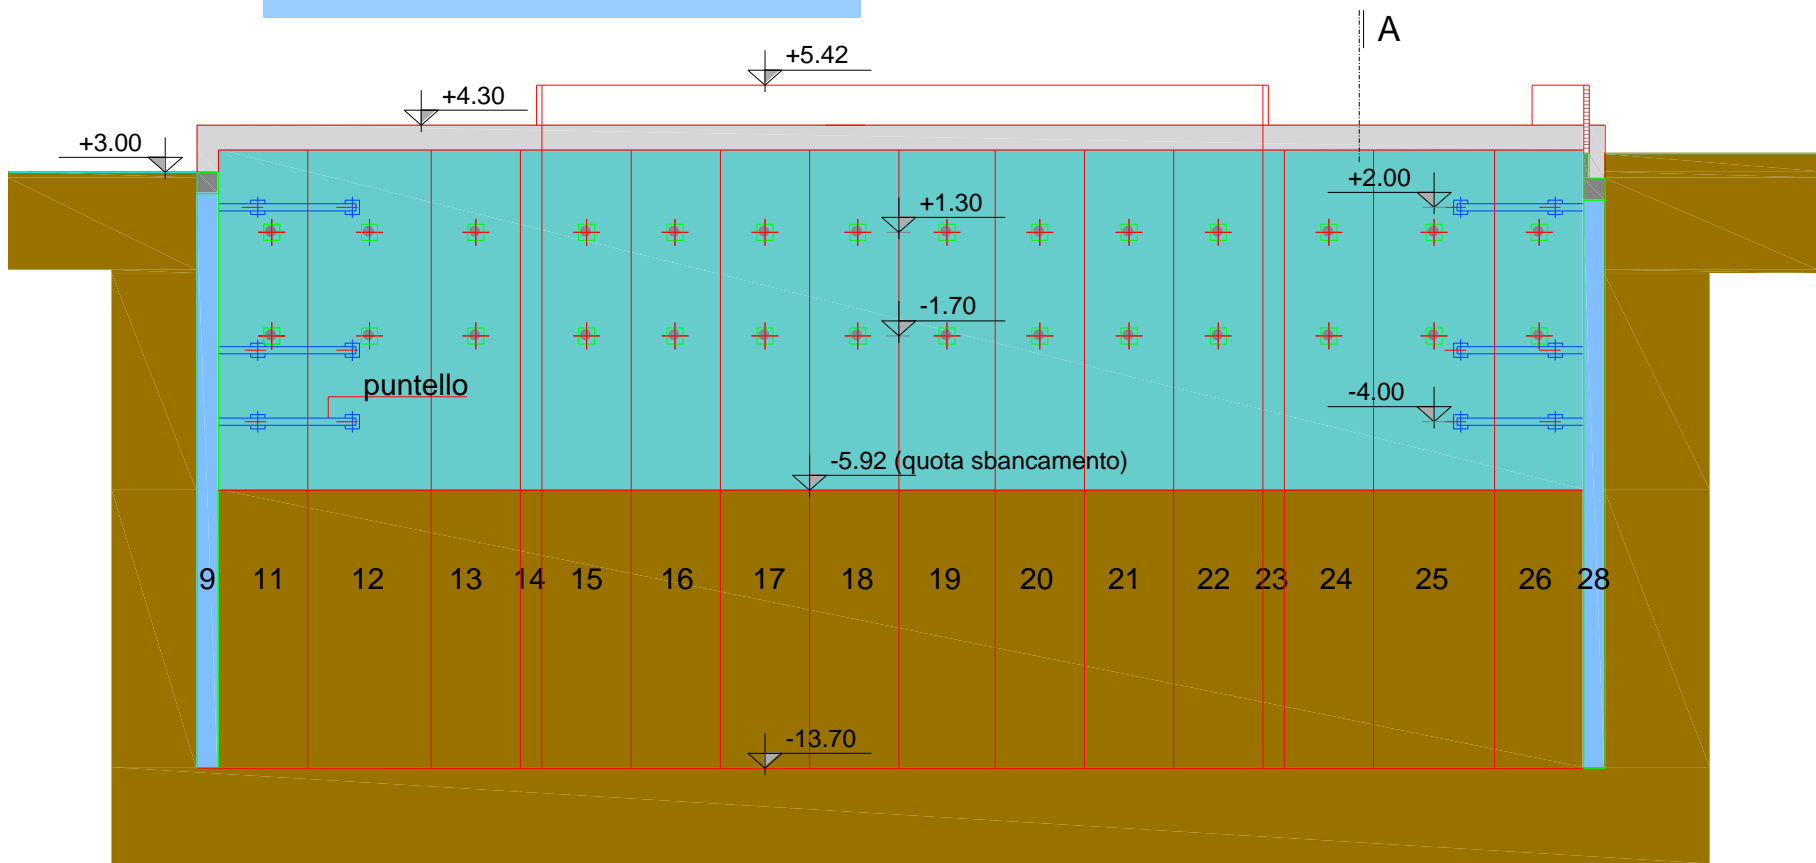 A
+5.42
+4.30
+3.00
+2.00
+1.30
-1.70
puntello
-4.00
-5.92 (quota sbancamento)
9 11 12 13 14 15 16 17 18 19 20 21 22 23 24 25 26 28
-13.70